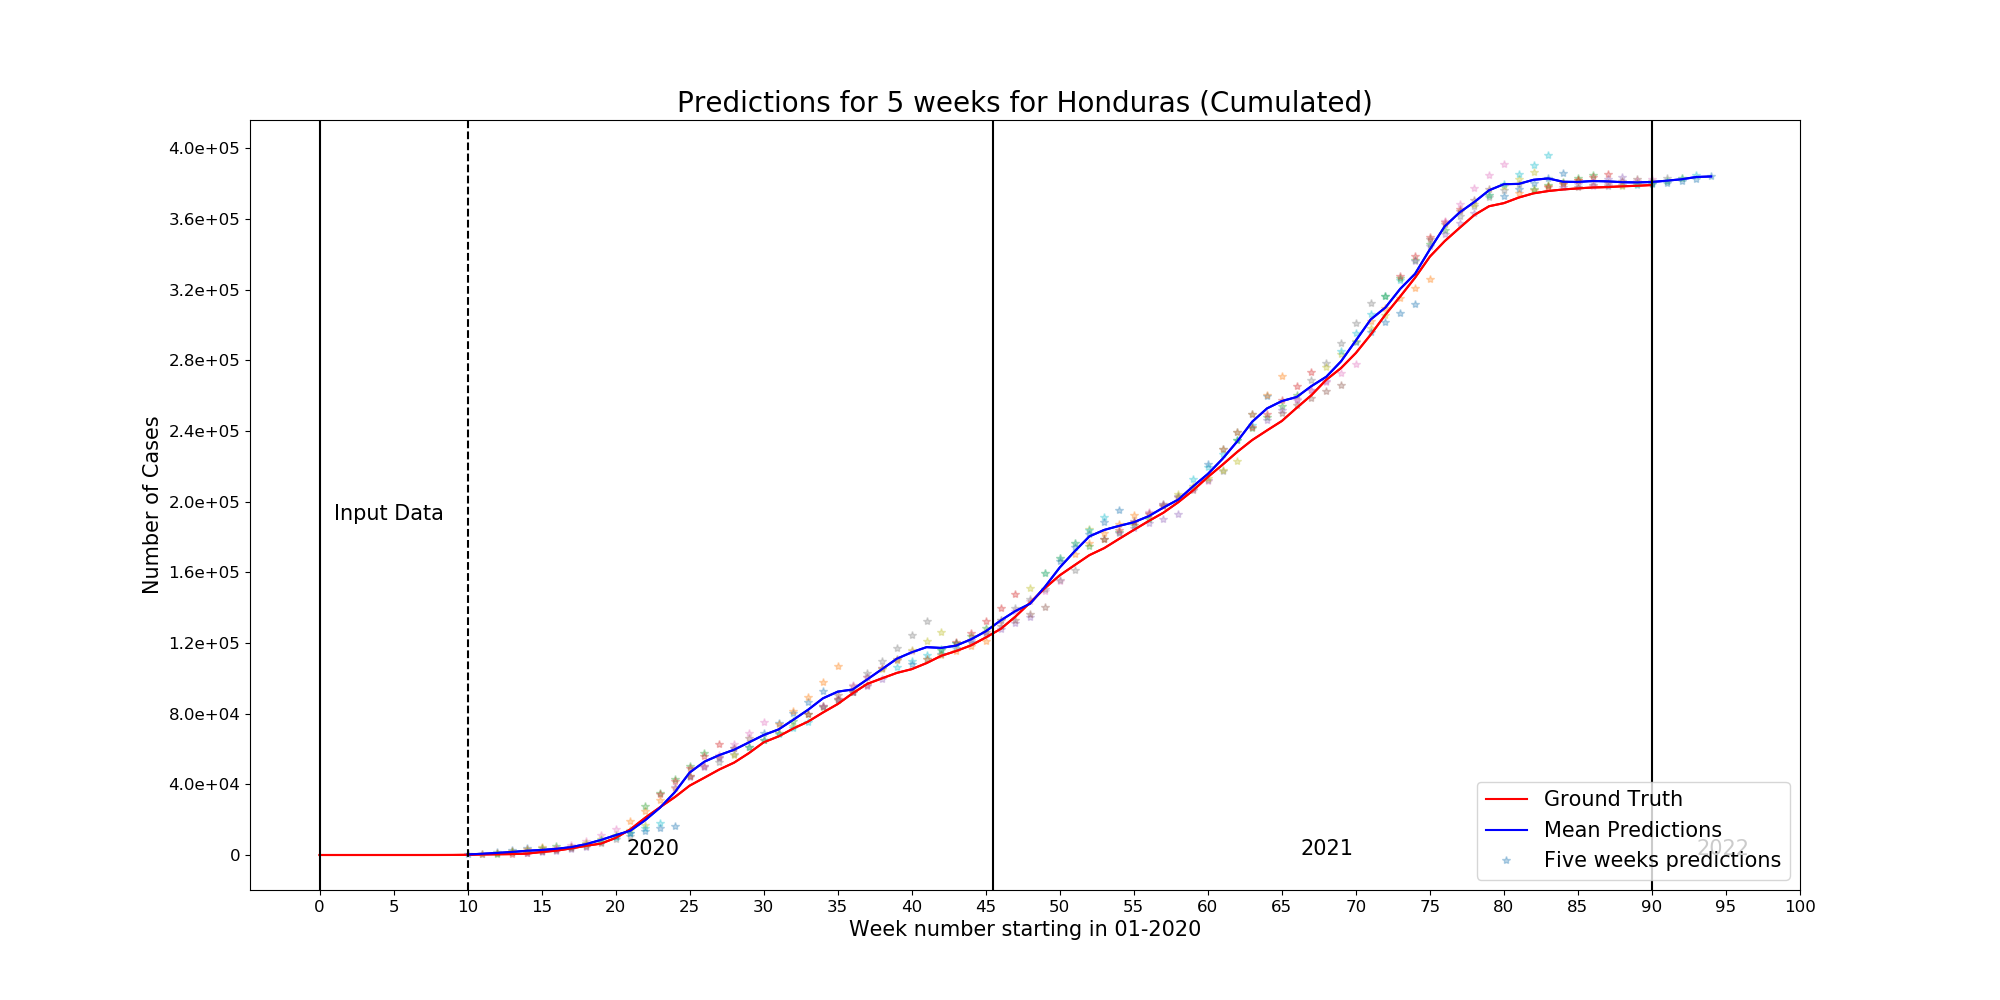 Predictions for 5 weeks for Honduras (Cumulated)
4.0e+05
3.6e+05
3.2e+05
2.8e+05
2.4e+05
2.0e+05
1.6e+05
1.2e+05
8.0e+04
4.0e+04
0
Number of Cases
Input Data
2020
2021
2022
Ground Truth
Mean Predictions
Five weeks predictions
0 5 10 15 20 25 30 35 40 45 50 55 60 65 70 75 80 85 90 95 100
Week number starting in 01-2020